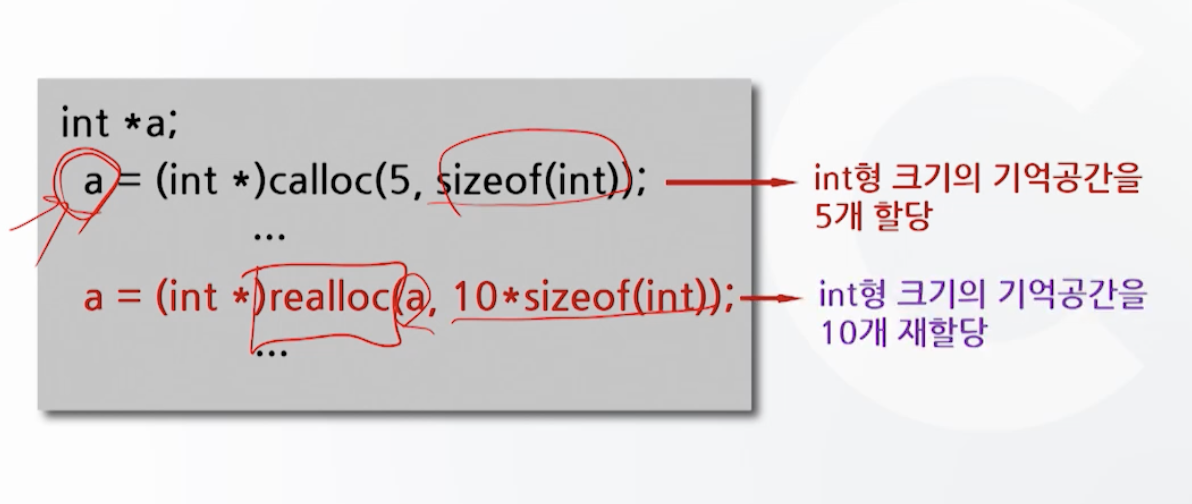 int *a;
a = (int *)calloc(5, sizeof(int));
int형 크기의 기억공간을
5개 할당
...
a = (int *)realloc(a, 10*sizeof(int));
int형 크기의 기억공간을
10개 재할당
...